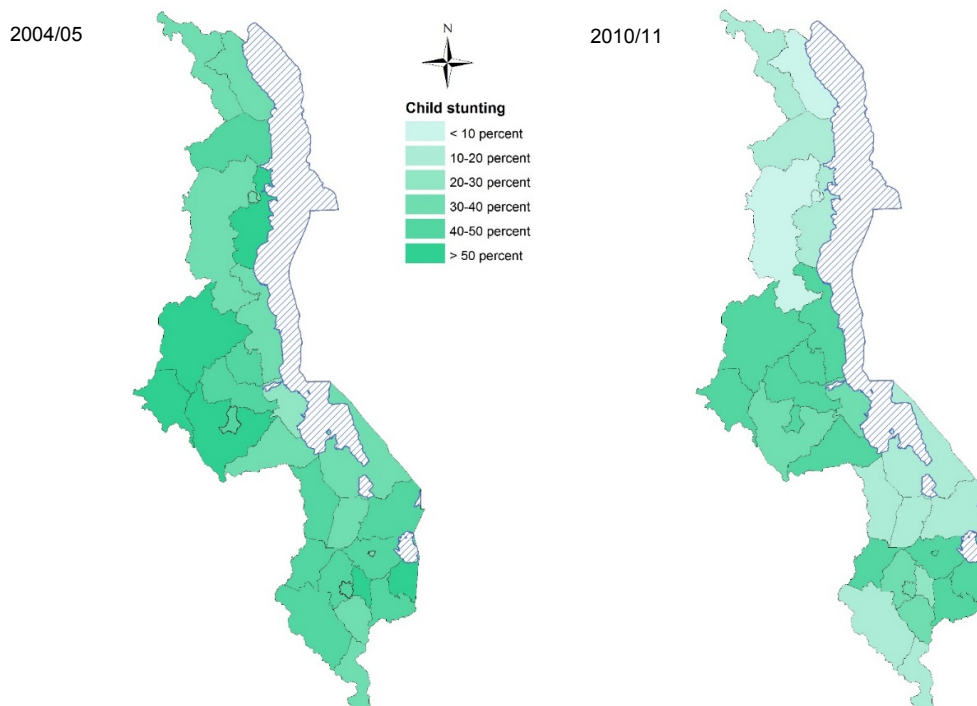 2004/05
N
2010/11
Child stunting
< 10 percent
10-20 percent
20-30 percent
30-40 percent
40-50 percent
> 50 percent